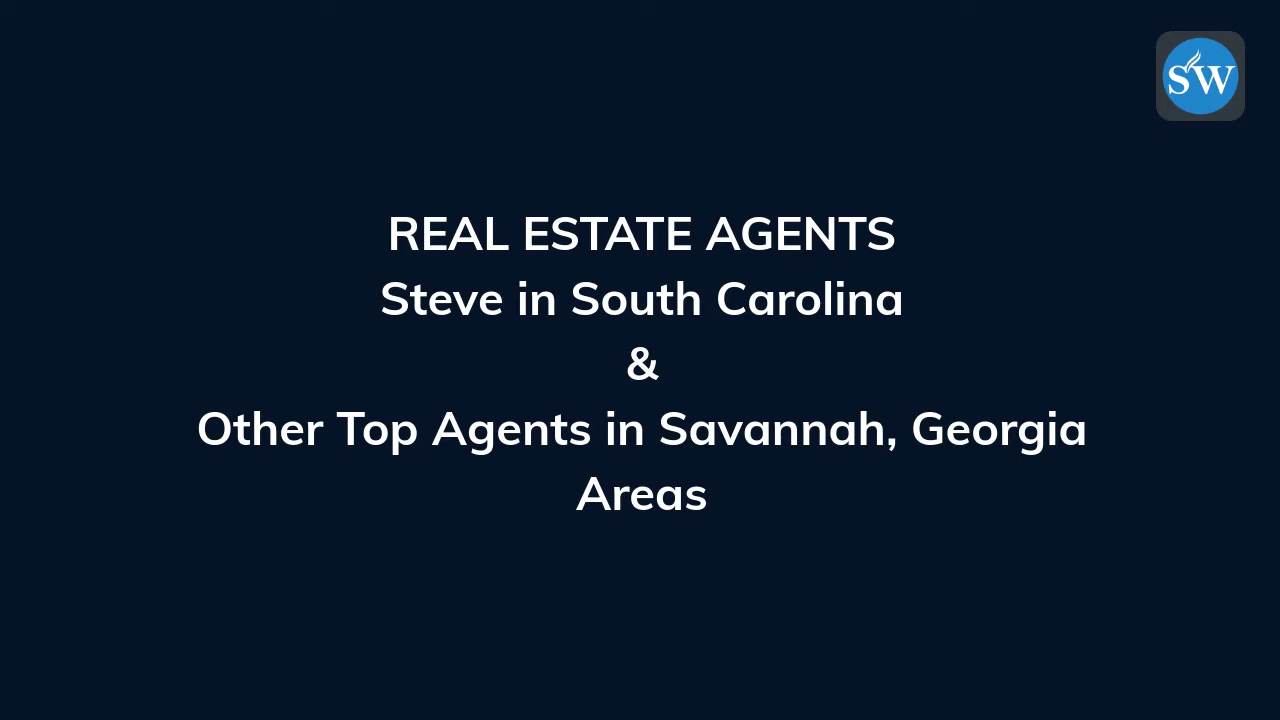 SW
REAL ESTATE AGENTS
Steve in South Carolina
&
Other Top Agents in Savannah, Georgia
Areas